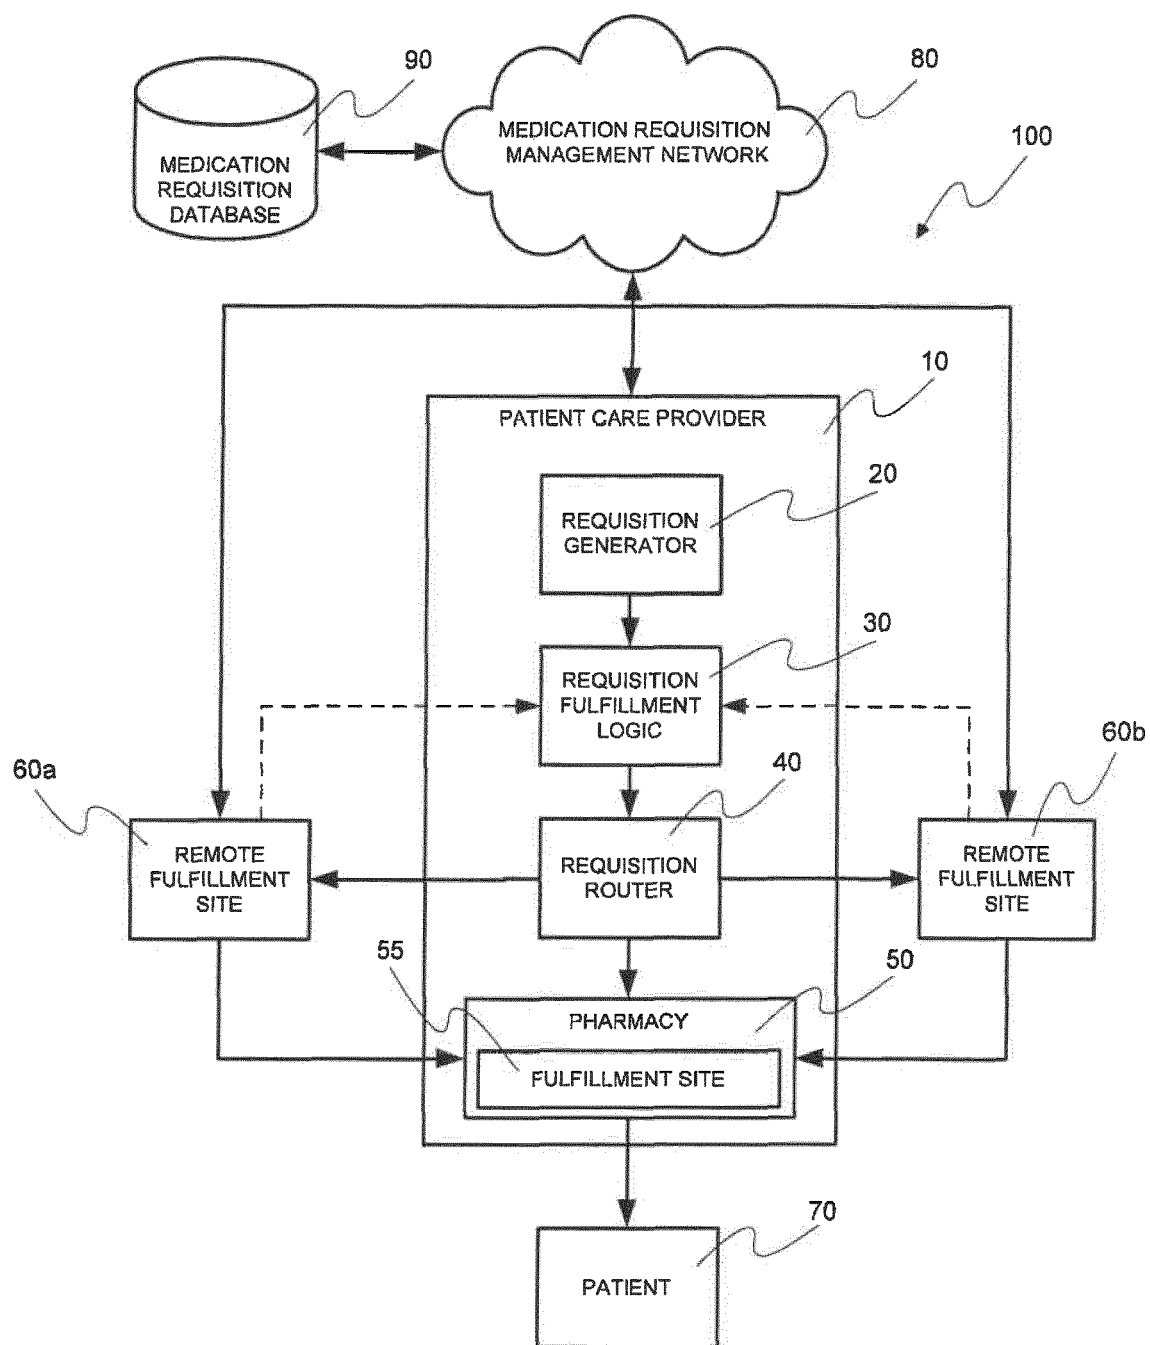 90
80
MEDICATION REQUISITION
MANAGEMENT NETWORK
100
MEDICATION
REQUISITION
DATABASE
10
PATIENT CARE PROVIDER
20
REQUISITION
GENERATOR
30
REQUISITION
FULFILLMENT
LOGIC
60a
60b
40
REMOTE
FULFILLMENT
SITE
REQUISITION
ROUTER
REMOTE
FULFILLMENT
SITE
55
50
PHARMACY
FULFILLMENT SITE
70
PATIENT